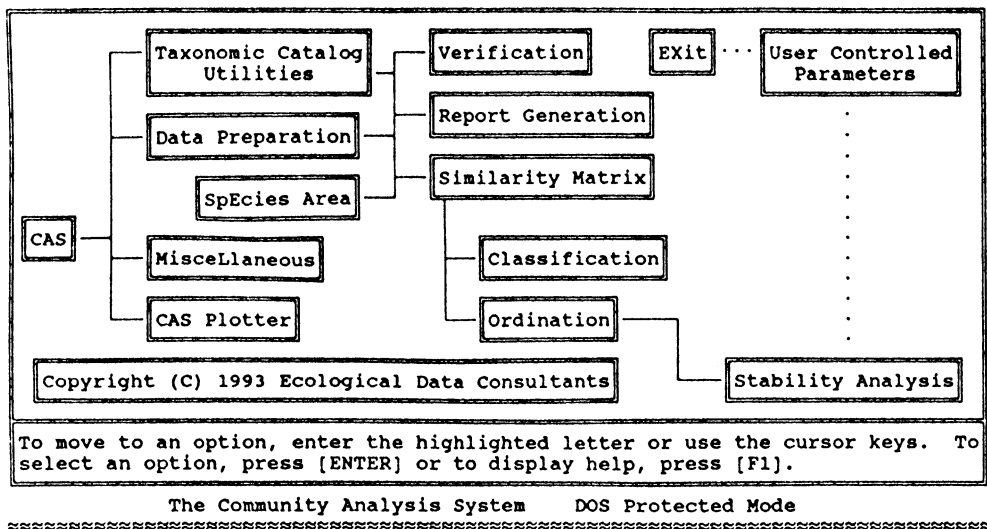 Taxonomic Catalog
Utilities
Verification
EXit ... User Controlled
Parameters
Data Preparation
Report Generation
SpEcies Area
Similarity Matrix
CAS
MisceLlaneous
Classification
CAS Plotter
Ordination
Copyright (C) 1993 Ecological Data Consultants
Stability Analysis
To move to an option, enter the highlighted letter or use the cursor keys. To
select an option, press [ENTER] or to display help, press [F1].
The Community Analysis System DOS Protected Mode